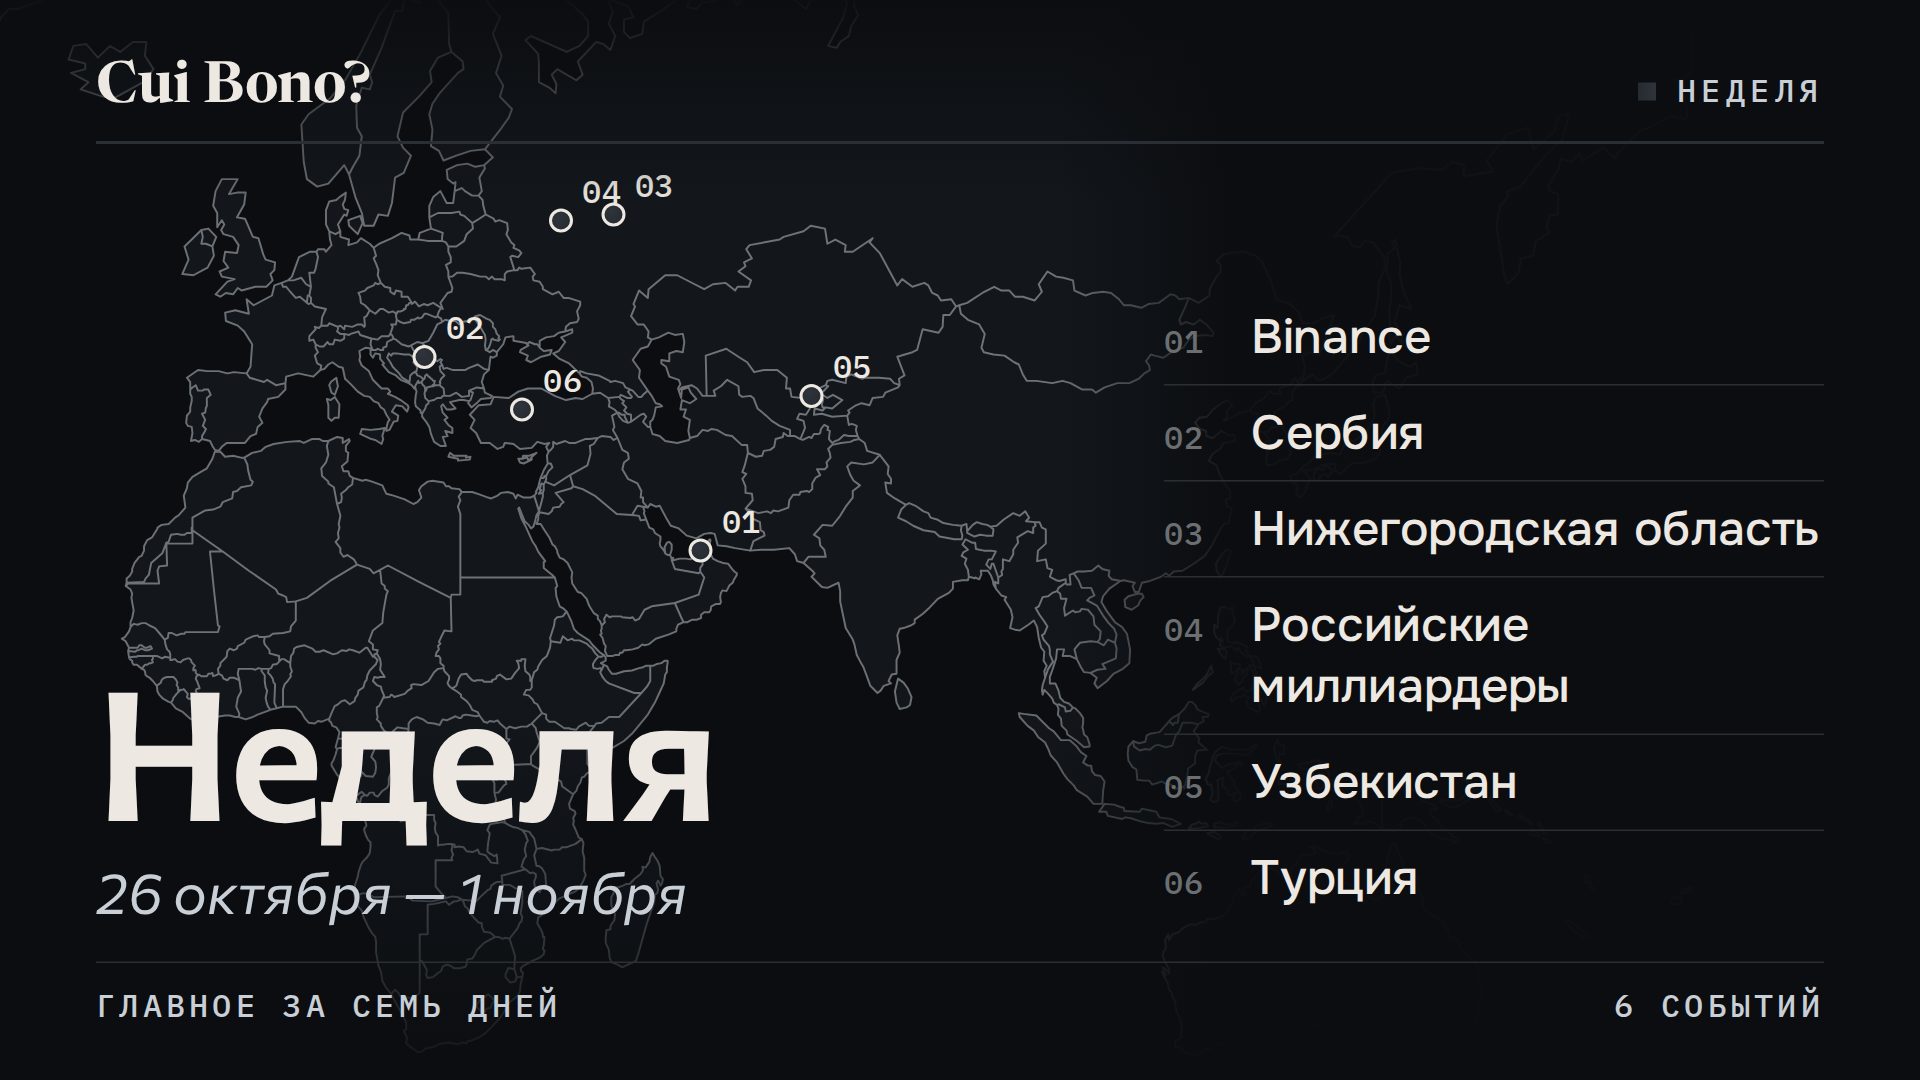 Cui Bono?
НЕДЕЛЯ
04 03
02
06
05
01
01 Binance
02 Сербия
03 Нижегородская область
04 Российские
миллиардеры
05 Узбекистан
06 Турция
Неделя
26 октября — 1 ноября
ГЛАВНОЕ ЗА СЕМЬ ДНЕЙ
6 СОБЫТИЙ